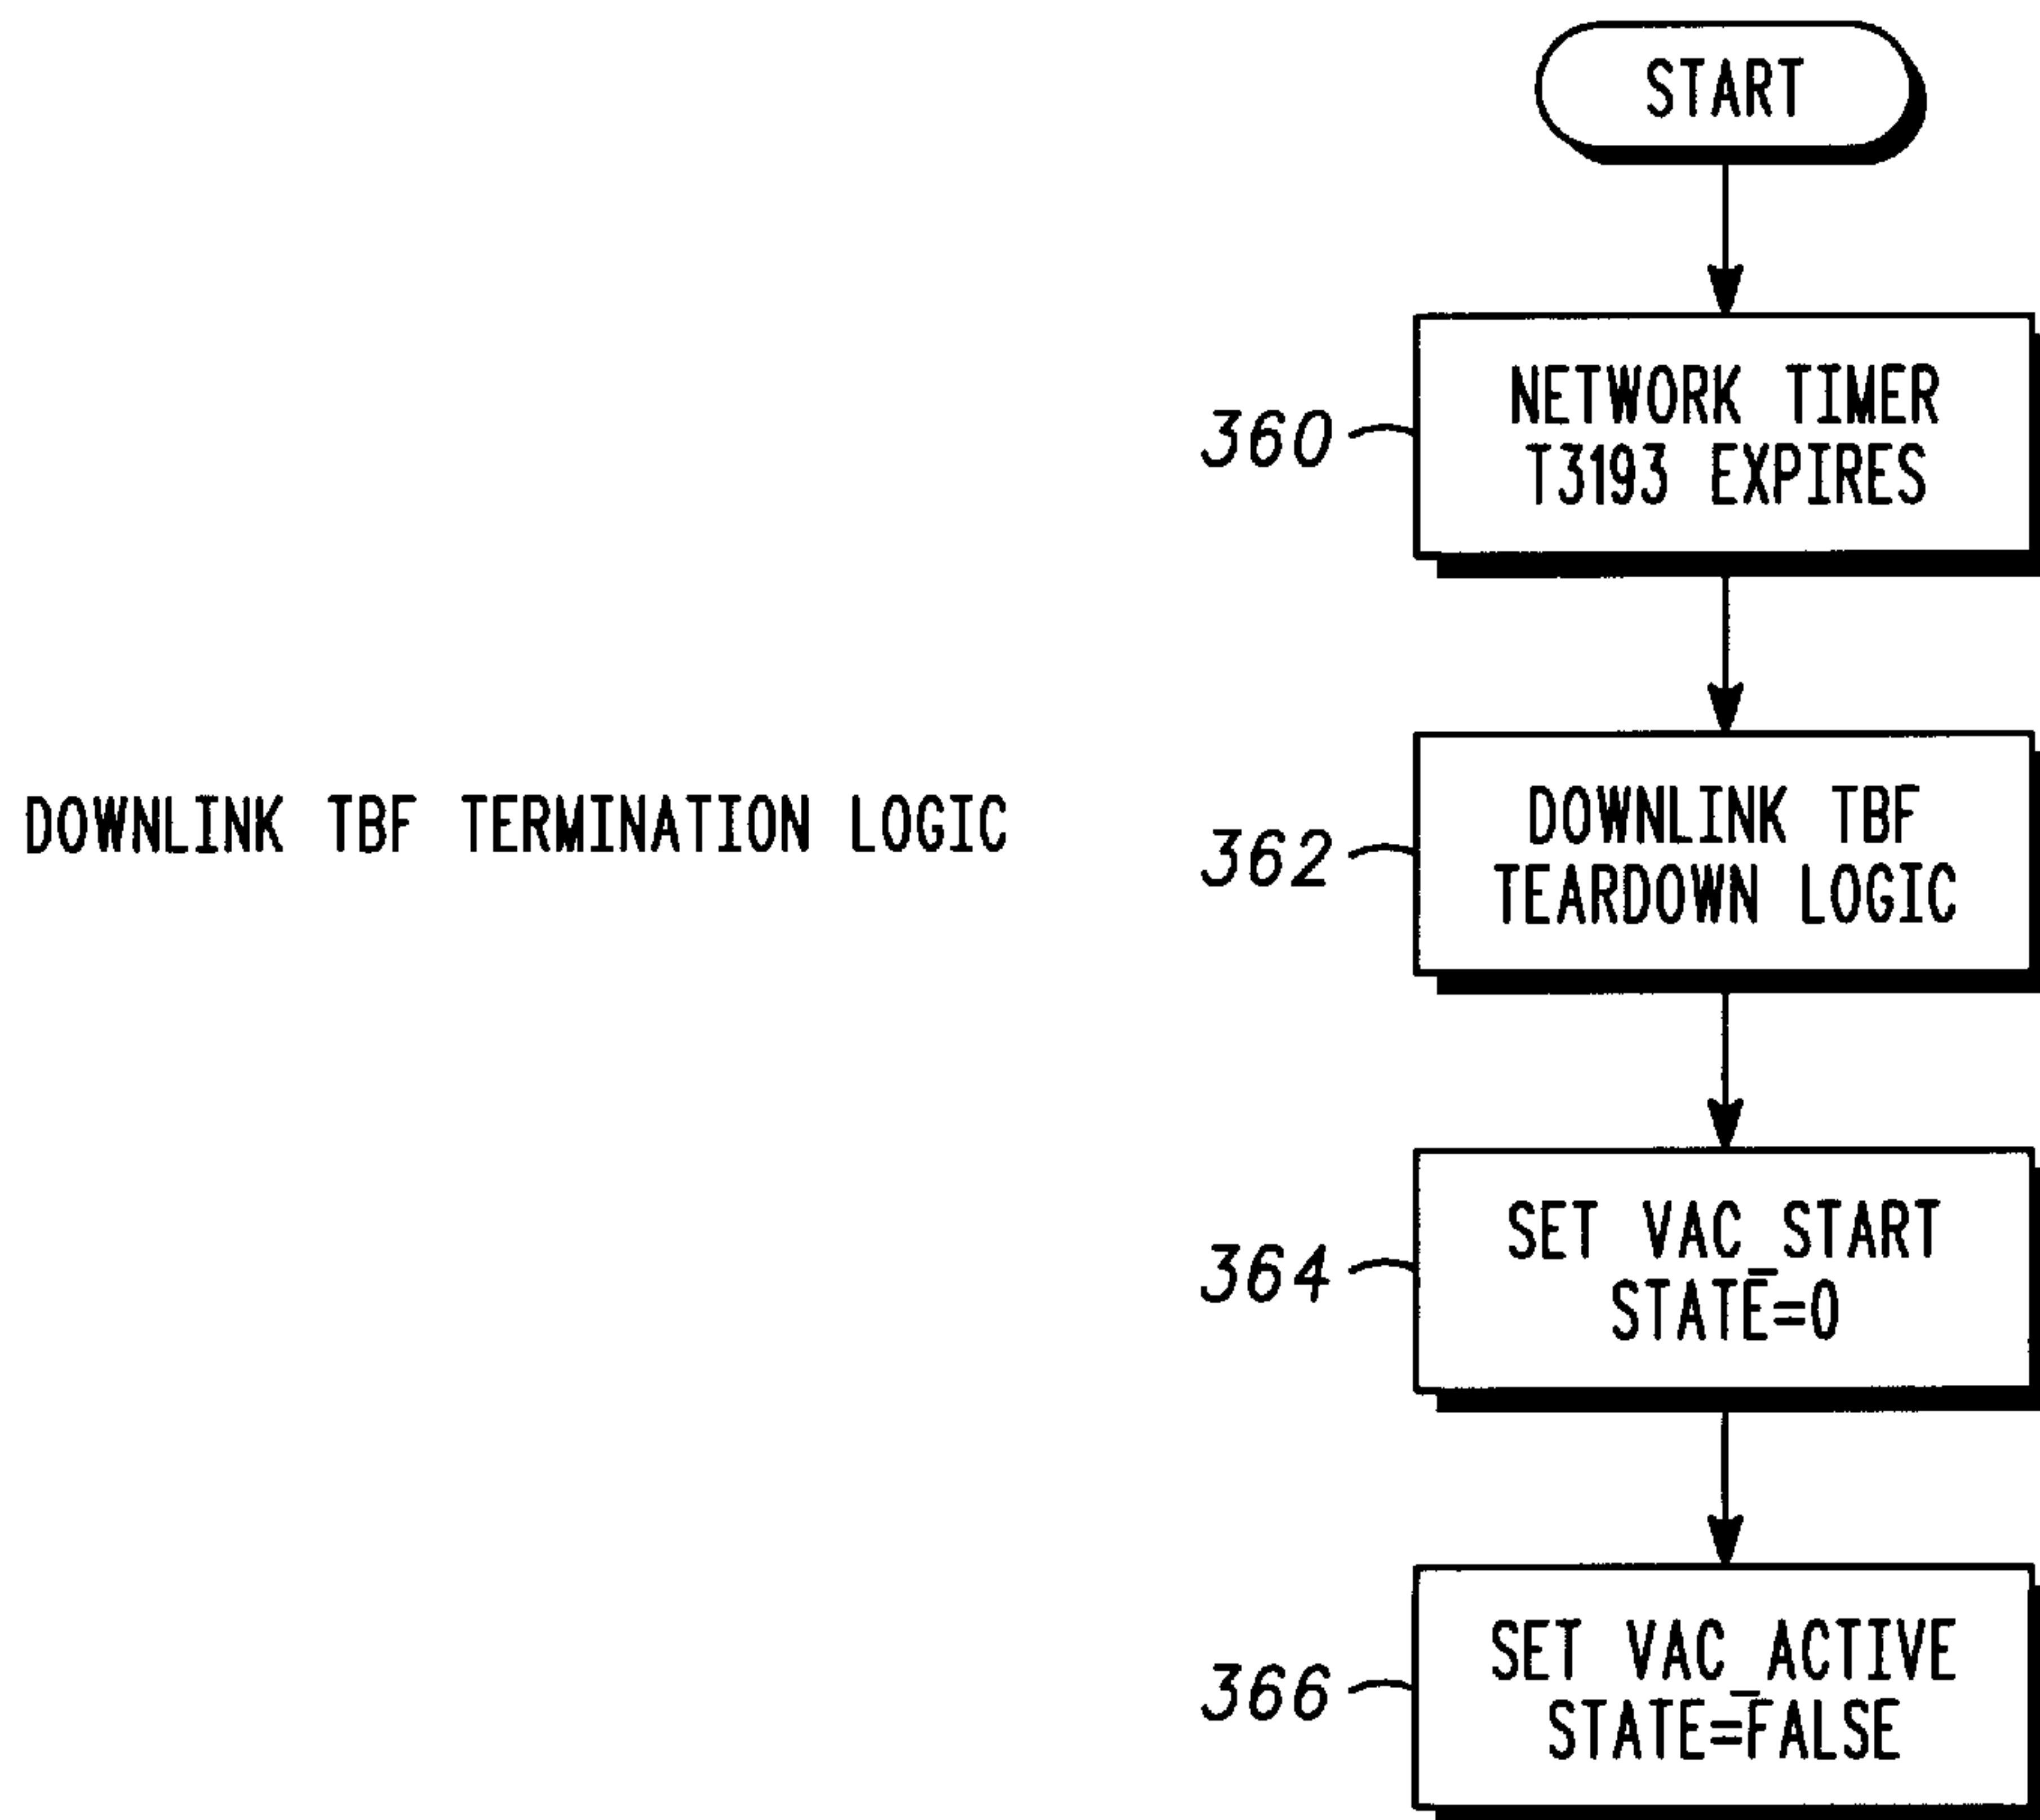 START
NETWORK TIMER
T3193 EXPIRES
360
DOWNLINK TBF TERMINATION LOGIC
DOWNLINK TBF
TEARDOWN LOGIC
362
SET VAC_START
STATE=0
364
SET VAC_ACTIVE
STATE=FALSE
366